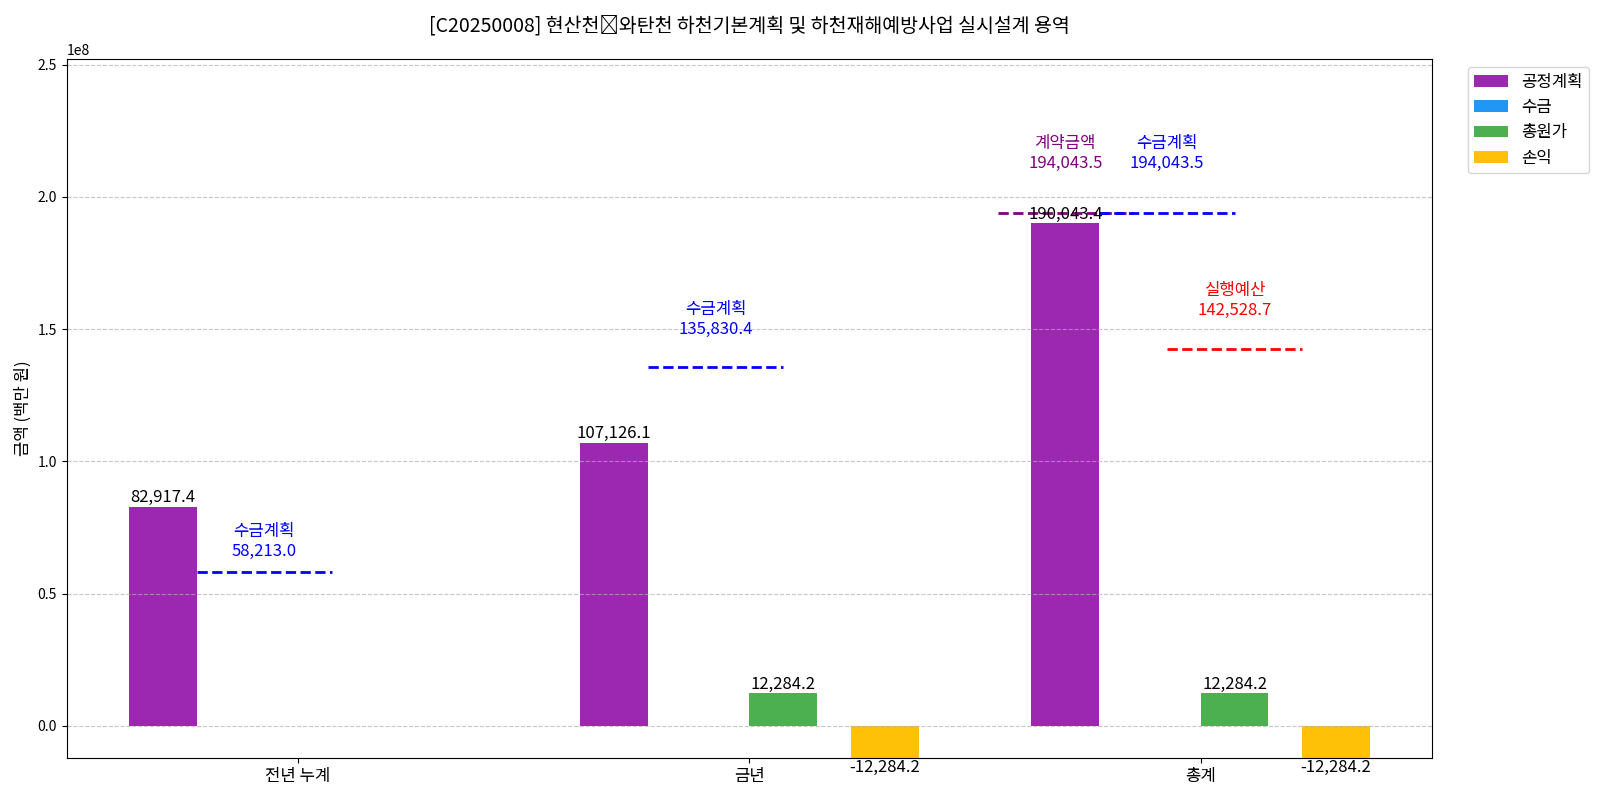 [C20250008] 현산천와탄천 하천기본계획 및 하천재해예방사업 실시설계 용역
1e8
2.5
2.0
1.5
1.0
0.5
0.0
금액 (백만 원)
공정계획
수금
총원가
손익
계약금액
194,043.5
수금계획
194,043.5
190,043.4
실행예산
142,528.7
수금계획
135,830.4
107,126.1
82,917.4
수금계획
58,213.0
12,284.2
12,284.2
-12,284.2
-12,284.2
전년 누계
금년
총계